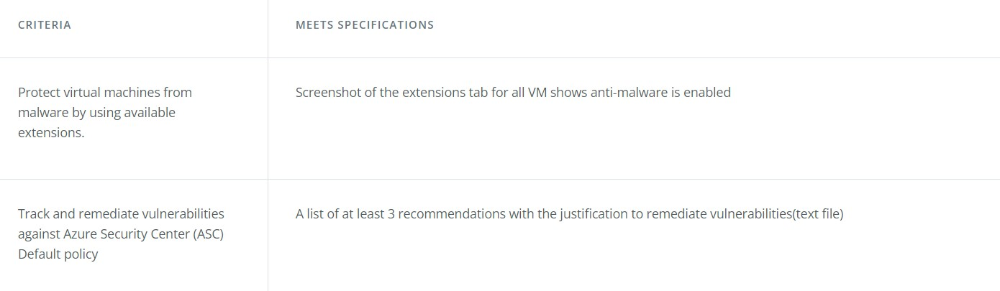 CRITERIA
MEETS SPECIFICATIONS
Protect virtual machines from
malware by using available
extensions.
Screenshot of the extensions tab for all VM shows anti-malware is enabled
Track and remediate vulnerabilities
against Azure Security Center (ASC)
Default policy
A list of at least 3 recommendations with the justification to remediate vulnerabilities(text file)